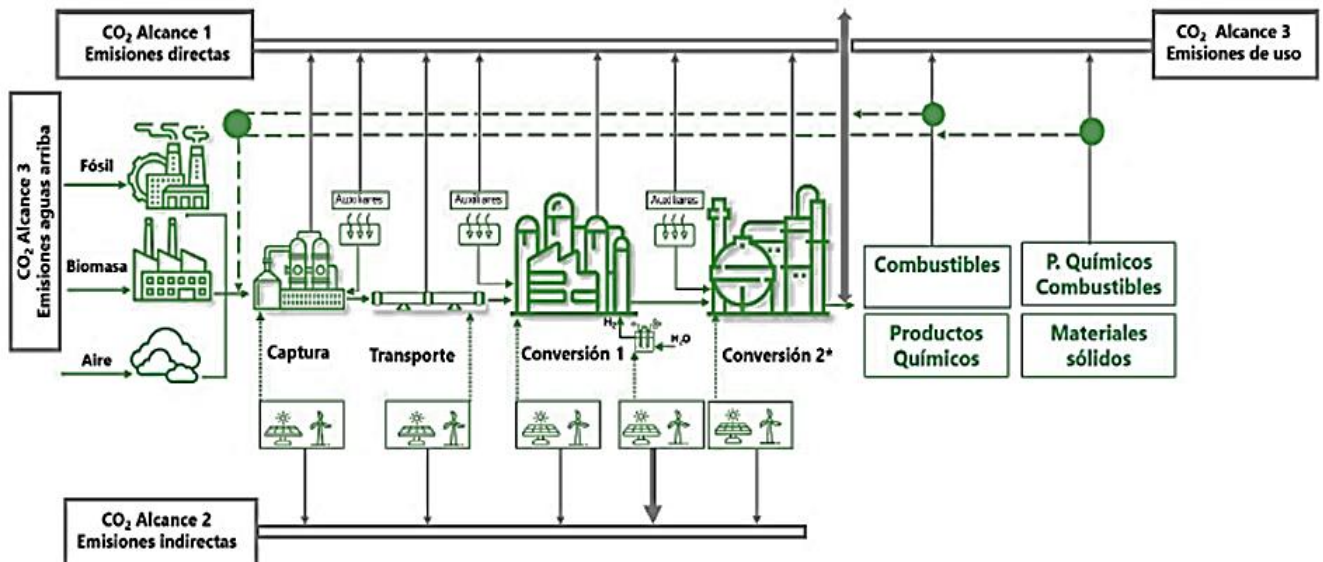 CO₂ Alcance 1
Emisiones directas
CO₂ Alcance 3
Emisiones de uso
CO₂ Alcance 3
Emisiones aguas arriba
Fósil
Biomasa
Aire
Auxiliares
Auxiliares
Auxiliares
Captura
Transporte
Conversión 1
H₂
H₂O
Conversión 2*
Combustibles
P. Químicos
Combustibles
Productos
Químicos
Materiales
sólidos
CO₂ Alcance 2
Emisiones indirectas